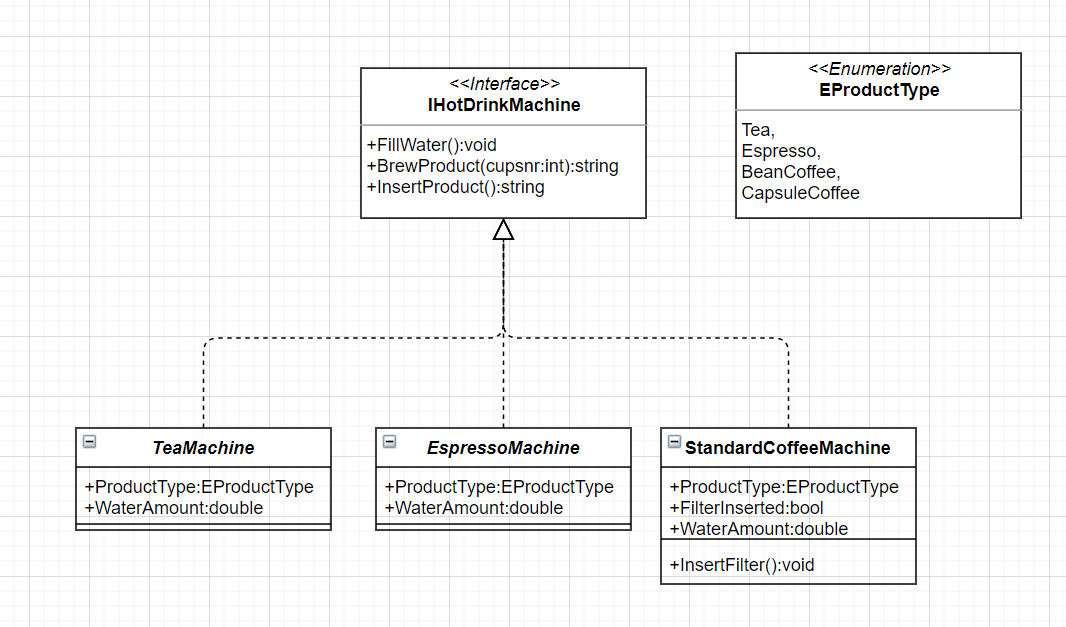 <<Interface>>
IHotDrinkMachine
+FillWater():void
+BrewProduct(cupsnr:int):string
+InsertProduct():string
<<Enumeration>>
EProductType
Tea,
Espresso,
BeanCoffee,
CapsuleCoffee
TeaMachine
+ProductType:EProductType
+WaterAmount:double
EspressoMachine
+ProductType:EProductType
+WaterAmount:double
StandardCoffeeMachine
+ProductType:EProductType
+FilterInserted:bool
+WaterAmount:double
+InsertFilter():void